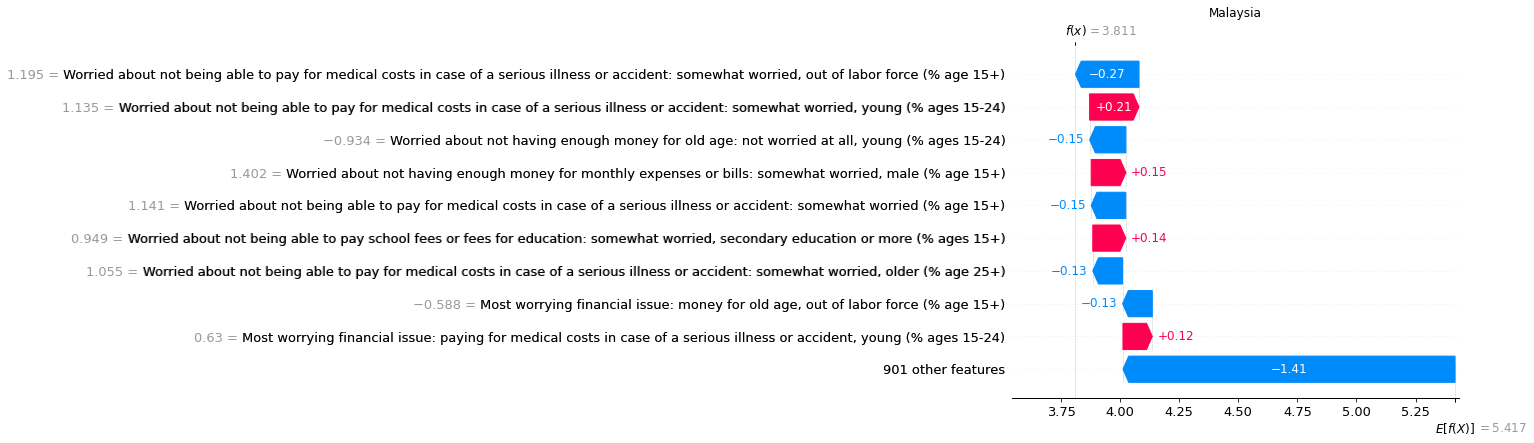 Malaysia
f(x) = 3.811
1.195 = Worried about not being able to pay for medical costs in case of a serious illness or accident: somewhat worried, out of labor force (% age 15+) −0.27
1.135 = Worried about not being able to pay for medical costs in case of a serious illness or accident: somewhat worried, young (% ages 15-24) +0.21
−0.934 = Worried about not having enough money for old age: not worried at all, young (% ages 15-24) −0.15
1.402 = Worried about not having enough money for monthly expenses or bills: somewhat worried, male (% age 15+) +0.15
1.141 = Worried about not being able to pay for medical costs in case of a serious illness or accident: somewhat worried (% age 15+) −0.15
0.949 = Worried about not being able to pay school fees or fees for education: somewhat worried, secondary education or more (% ages 15+) +0.14
1.055 = Worried about not being able to pay for medical costs in case of a serious illness or accident: somewhat worried, older (% age 25+) −0.13
−0.588 = Most worrying financial issue: money for old age, out of labor force (% age 15+) −0.13
0.63 = Most worrying financial issue: paying for medical costs in case of a serious illness or accident, young (% ages 15-24) +0.12
901 other features −1.41
3.75 4.00 4.25 4.50 4.75 5.00 5.25
E[f(X)] = 5.417